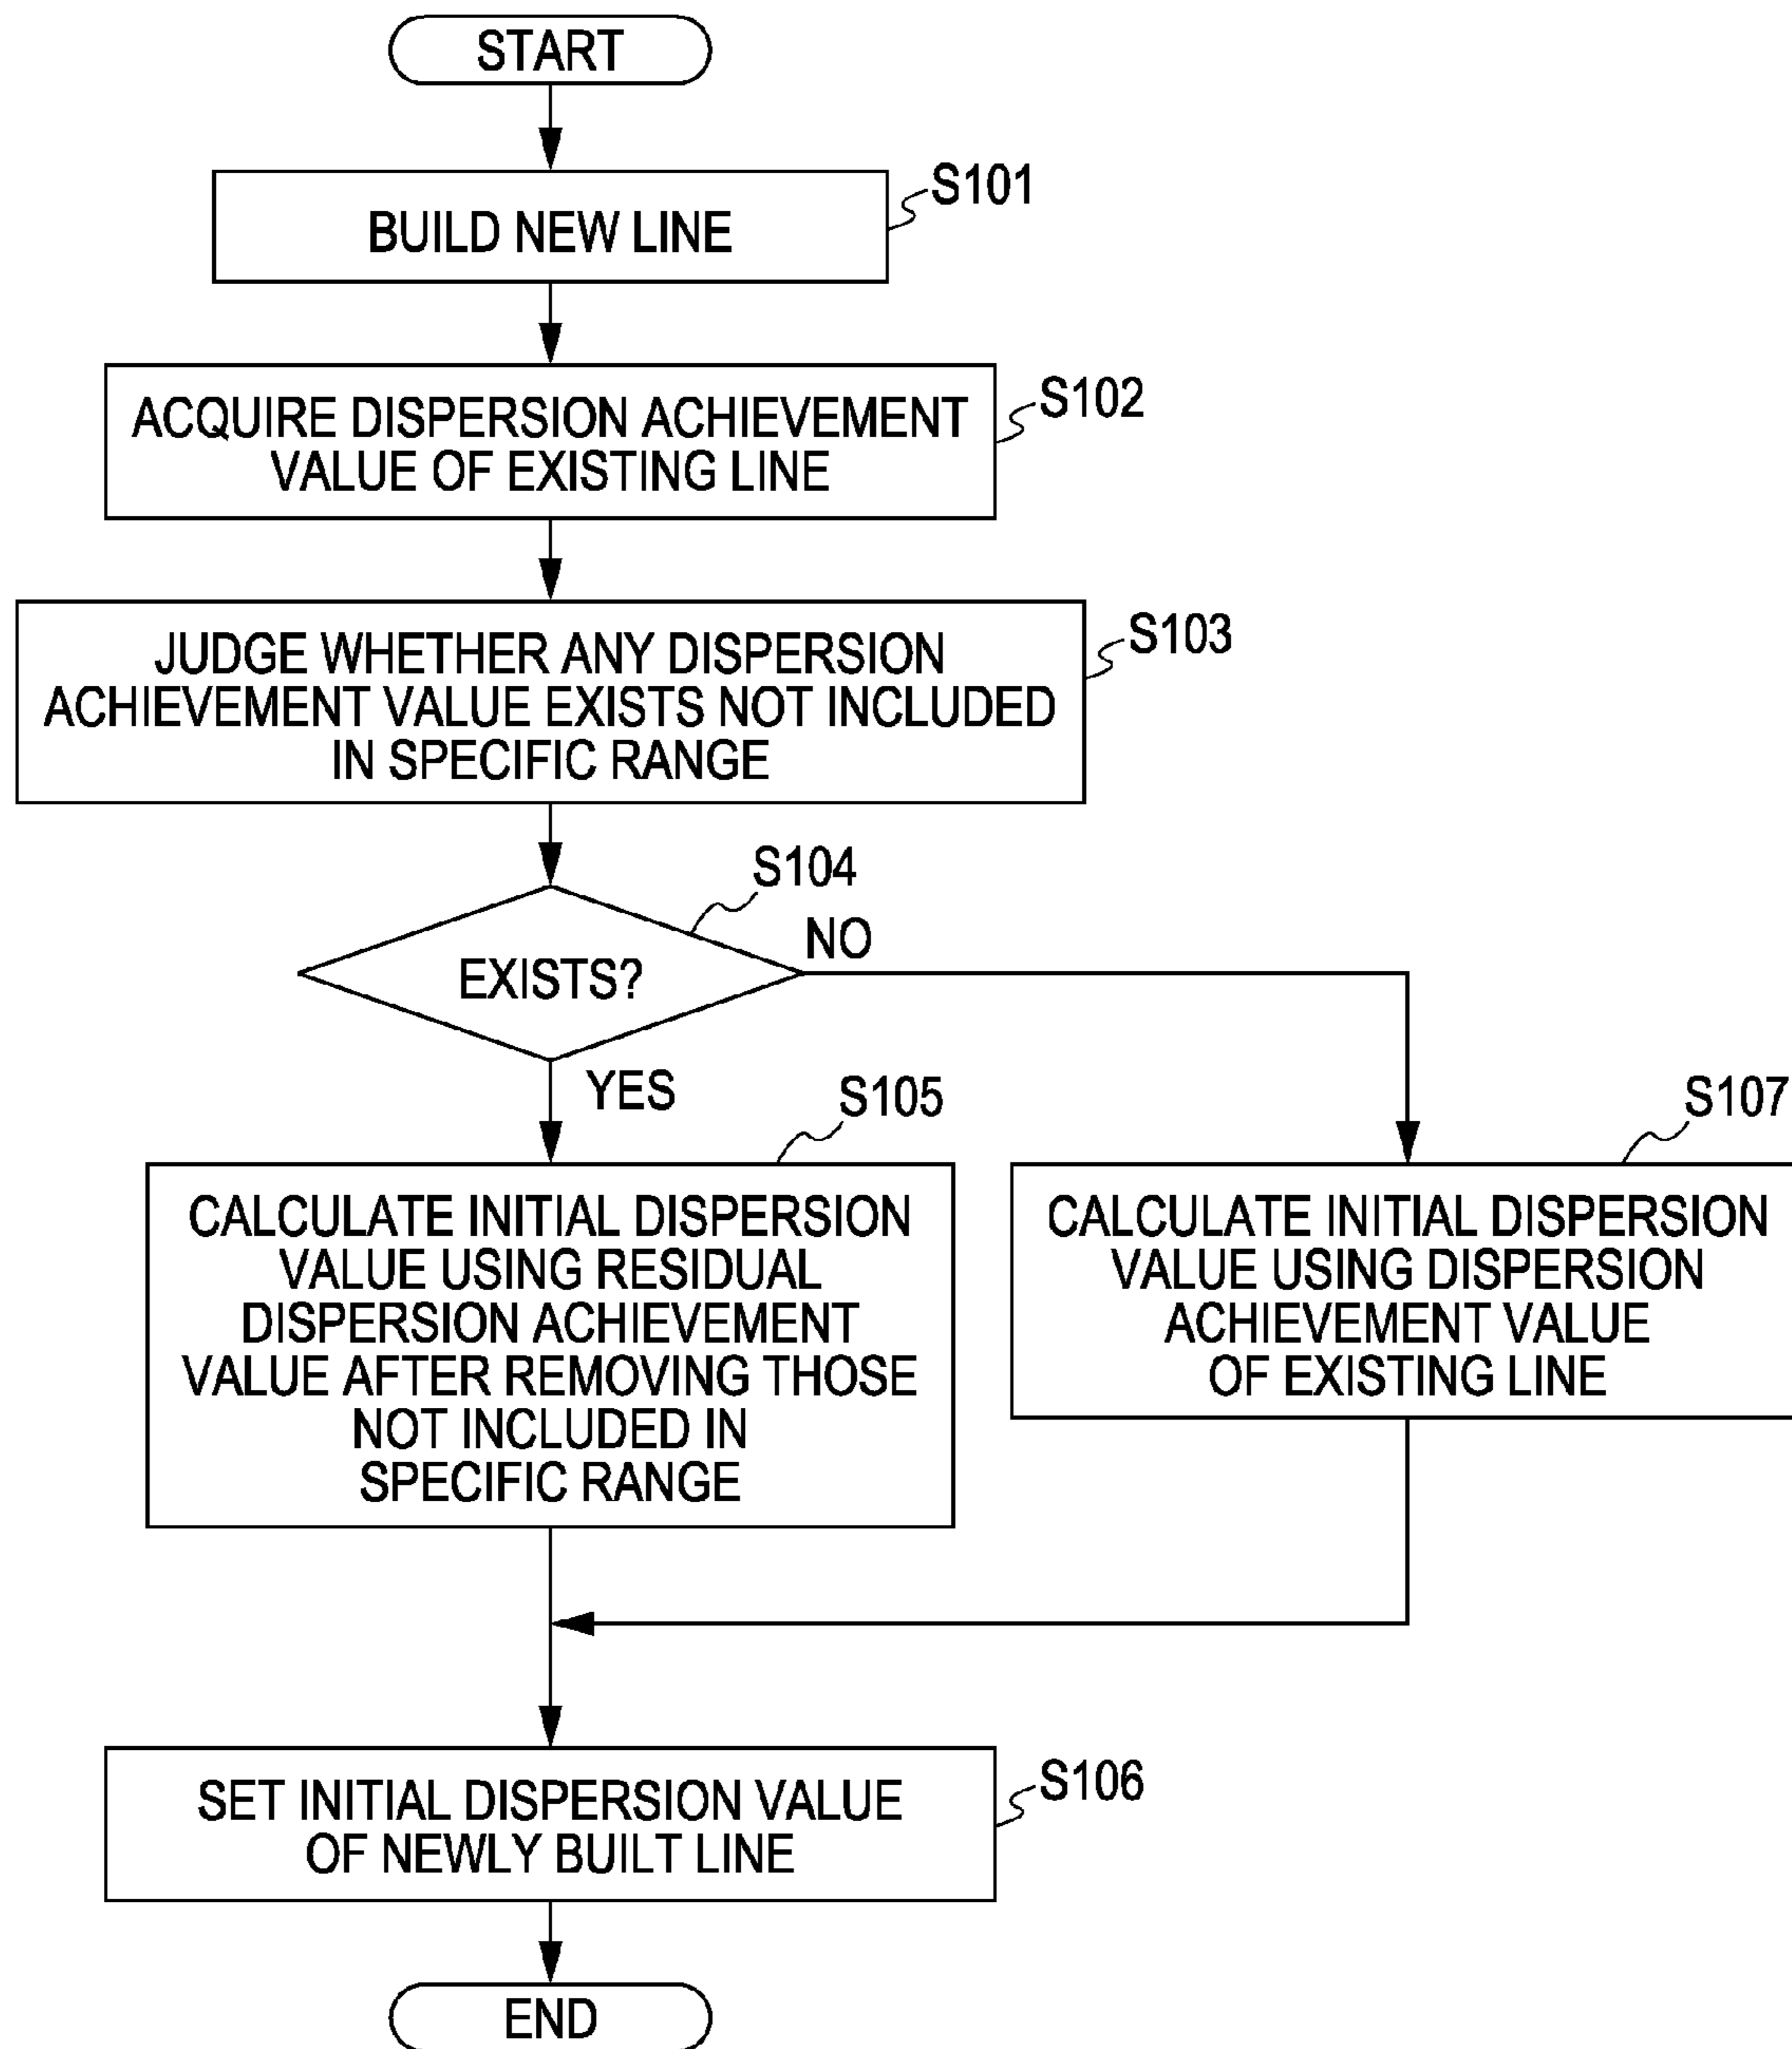 START
S101
BUILD NEW LINE
S102
ACQUIRE DISPERSION ACHIEVEMENT
VALUE OF EXISTING LINE
S103
JUDGE WHETHER ANY DISPERSION
ACHIEVEMENT VALUE EXISTS NOT INCLUDED
IN SPECIFIC RANGE
S104
NO
EXISTS?
YES
S105
CALCULATE INITIAL DISPERSION
VALUE USING RESIDUAL
DISPERSION ACHIEVEMENT
VALUE AFTER REMOVING THOSE
NOT INCLUDED IN
SPECIFIC RANGE
S107
CALCULATE INITIAL DISPERSION
VALUE USING DISPERSION
ACHIEVEMENT VALUE
OF EXISTING LINE
S106
SET INITIAL DISPERSION VALUE
OF NEWLY BUILT LINE
END